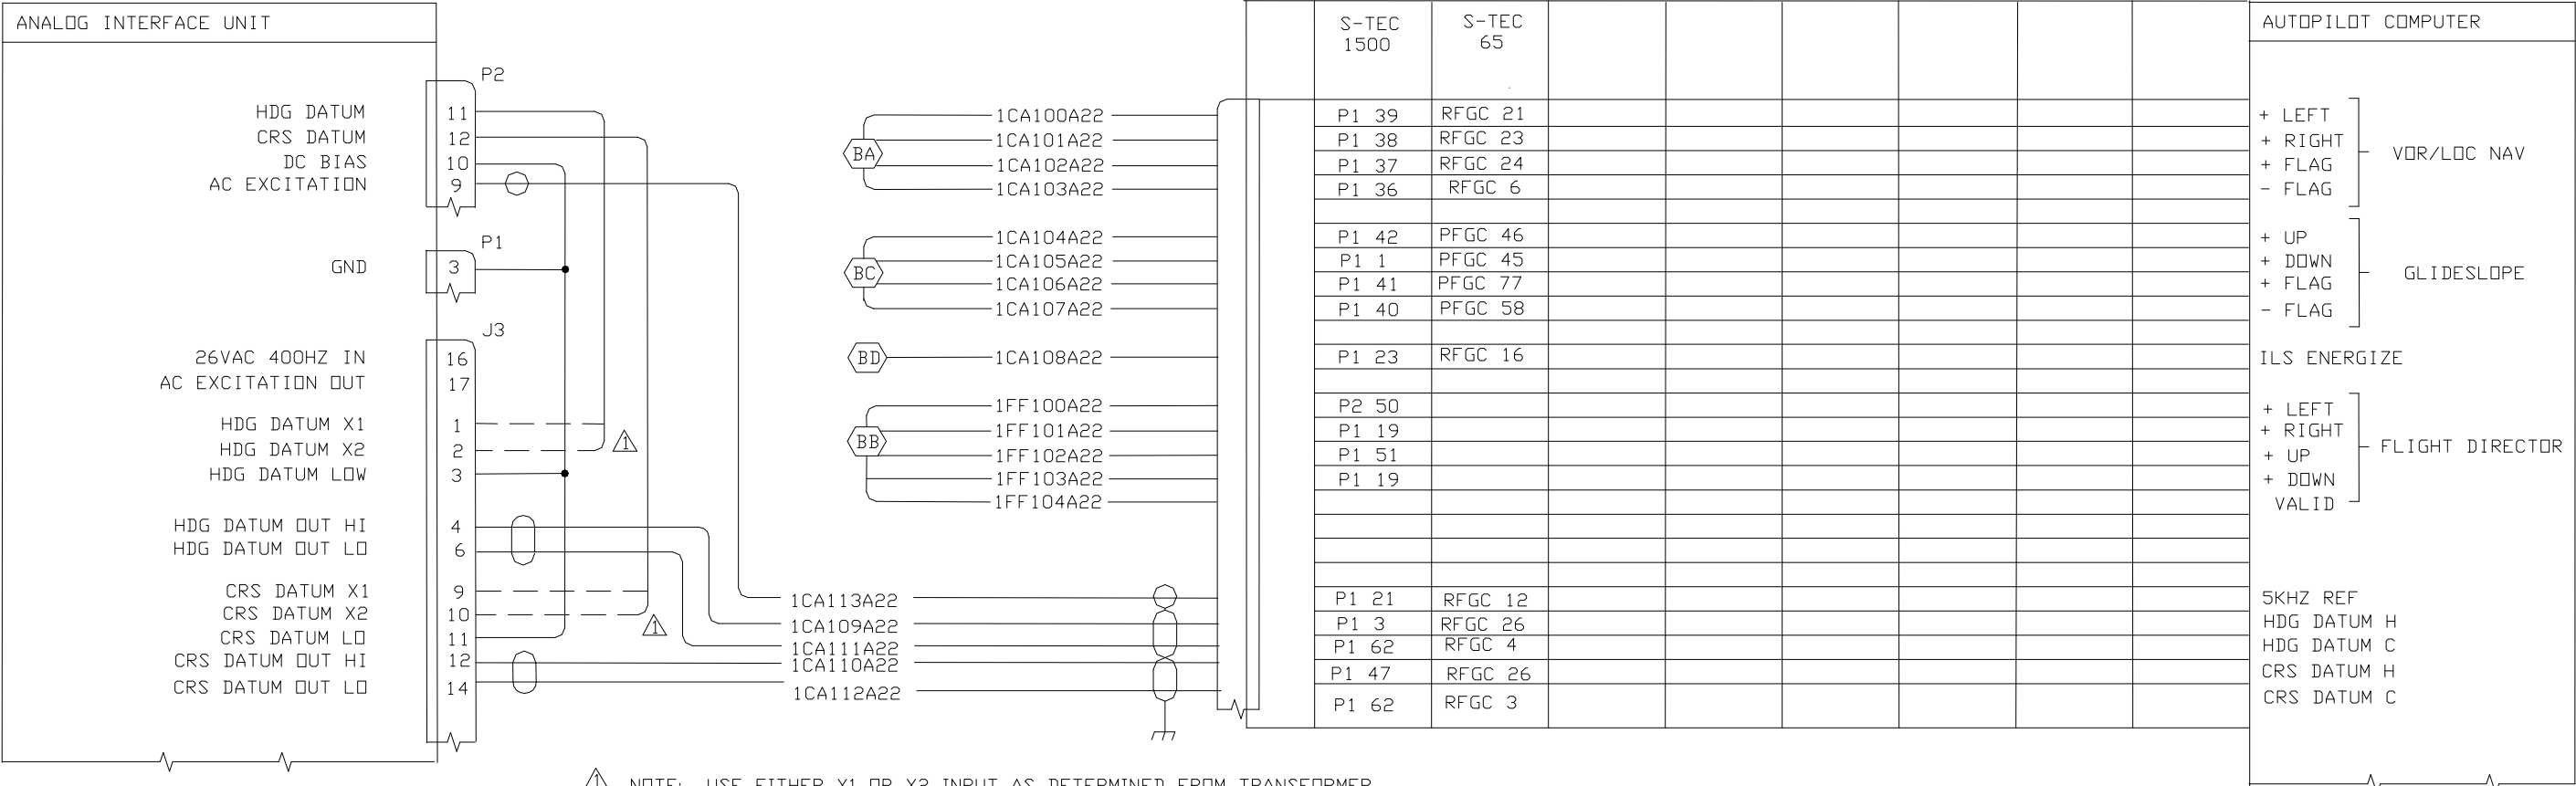 ANALOG INTERFACE UNIT
P2
HDG DATUM 11
CRS DATUM 12
DC BIAS 10
AC EXCITATION 9
P1
GND 3
J3
26VAC 400HZ IN 16
AC EXCITATION OUT 17
HDG DATUM X1 1
HDG DATUM X2 2
HDG DATUM LOW 3
1
HDG DATUM OUT HI 4
HDG DATUM OUT LO 6
CRS DATUM X1 9
CRS DATUM X2 10
CRS DATUM LO 11
1
CRS DATUM OUT HI 12
CRS DATUM OUT LO 14
BA
1CA100A22
1CA101A22
1CA102A22
1CA103A22
BC
1CA104A22
1CA105A22
1CA106A22
1CA107A22
BD 1CA108A22
BB
1FF100A22
1FF101A22
1FF102A22
1FF103A22
1FF104A22
1CA113A22
1CA109A22
1CA111A22
1CA110A22
1CA112A22
S-TEC 1500
S-TEC 65
AUTOPILOT COMPUTER
P1 39 RFGC 21 + LEFT
P1 38 RFGC 23 + RIGHT
P1 37 RFGC 24 + FLAG
P1 36 RFGC 6 - FLAG
VOR/LOC NAV
P1 42 PFGC 46 + UP
P1 1 PFGC 45 + DOWN
P1 41 PFGC 77 + FLAG
P1 40 PFGC 58 - FLAG
GLIDESLOPE
P1 23 RFGC 16 ILS ENERGIZE
P2 50 + LEFT
P1 19 + RIGHT
P1 51 + UP
P1 19 + DOWN
VALID
FLIGHT DIRECTOR
P1 21 RFGC 12 5KHZ REF
P1 3 RFGC 26 HDG DATUM H
P1 62 RFGC 4 HDG DATUM C
P1 47 RFGC 26 CRS DATUM H
P1 62 RFGC 3 CRS DATUM C
1 NOTE: USE EITHER X1 OR X2 INPUT AS DETERMINED FROM TRANSFORMER